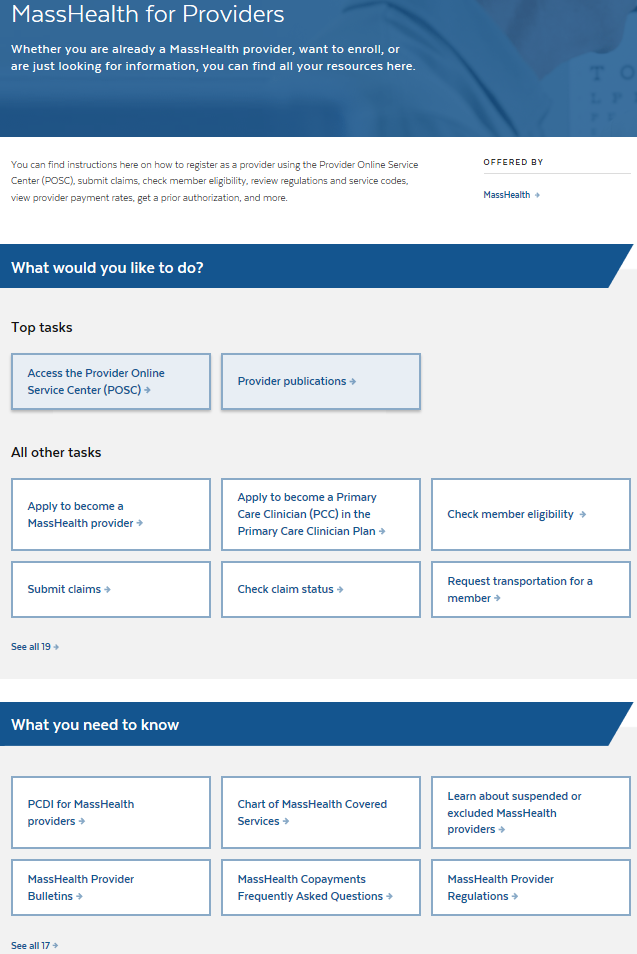 MassHealth for Providers
Whether you are already a MassHealth provider, want to enroll, or
are just looking for information, you can find all your resources here.
T O
L P
You can find instructions here on how to register as a provider using the Provider Online Service
Center (POSC), submit claims, check member eligibility, review regulations and service codes,
view provider payment rates, get a prior authorization, and more.
OFFERED BY
MassHealth
What would you like to do?
Top tasks
Access the Provider Online
Service Center (POSC)
Provider publications
All other tasks
Apply to become a
MassHealth provider
Apply to become a Primary
Care Clinician (PCC) in the
Primary Care Clinician Plan
Check member eligibility
Submit claims
Check claim status
Request transportation for a
member
See all 19
What you need to know
PCDI for MassHealth
providers
Chart of MassHealth Covered
Services
Learn about suspended or
excluded MassHealth
providers
MassHealth Provider
Bulletins
MassHealth Copayments
Frequently Asked Questions
MassHealth Provider
Regulations
See all 17